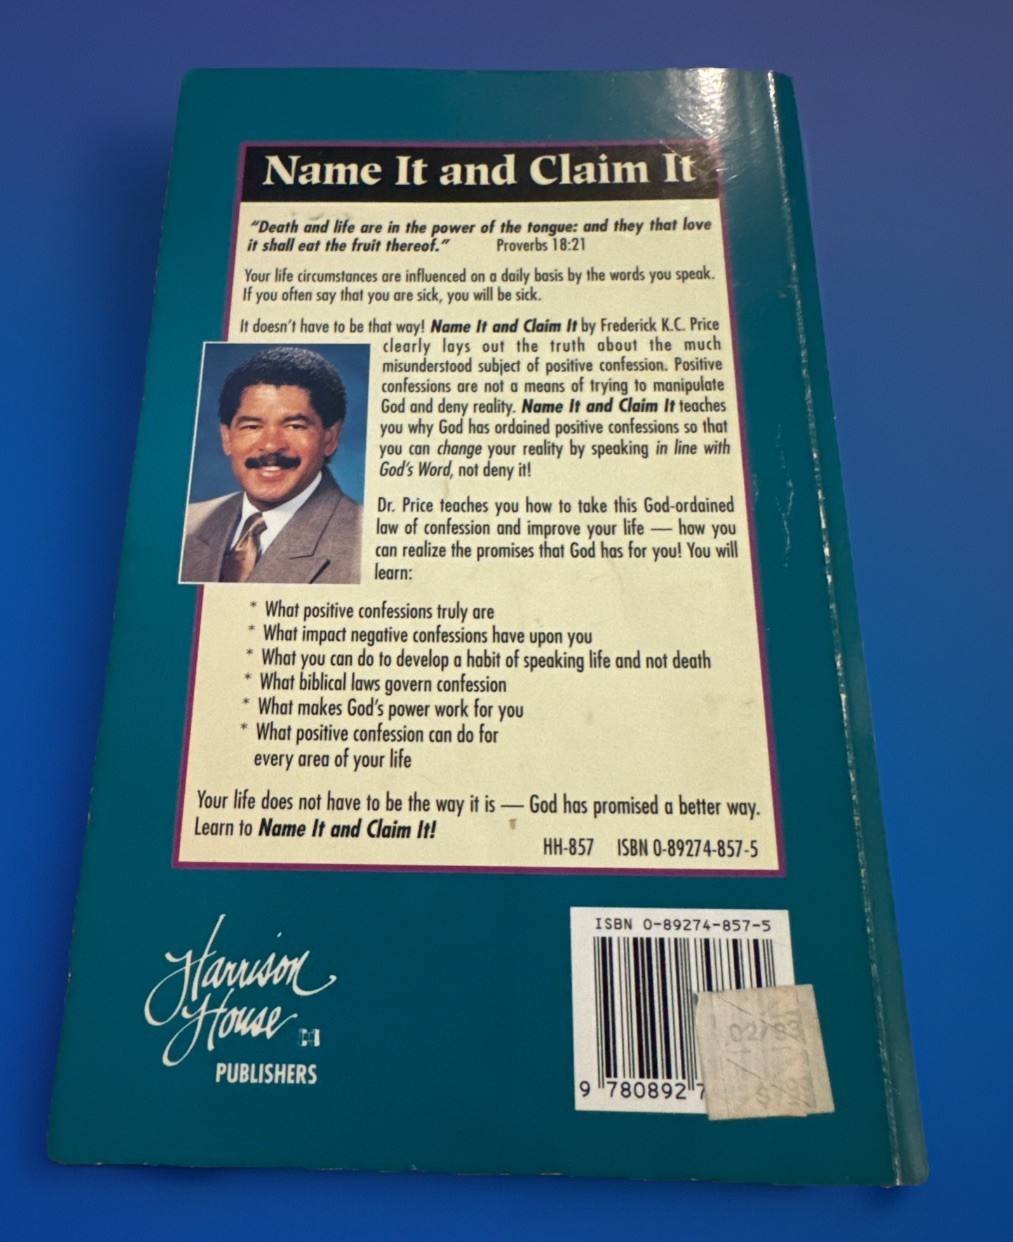 Name It and Claim It
"Death and life are in the power of the tongue: and they that love
it shall eat the fruit thereof." Proverbs 18:21
Your life circumstances are influenced on a daily basis by the words you speak.
If you often say that you are sick, you will be sick.
It doesn't have to be that way! Name It and Claim It by Frederick K.C. Price
clearly lays out the truth about the much
misunderstood subject of positive confession. Positive
confessions are not a means of trying to manipulate
God and deny reality. Name It and Claim It teaches
you why God has ordained positive confessions so that
you can change your reality by speaking in line with
God's Word, not deny it!
Dr. Price teaches you how to take this God-ordained
law of confession and improve your life — how you
can realize the promises that God has for you! You will
learn:
* What positive confessions truly are
* What impact negative confessions have upon you
* What you can do to develop a habit of speaking life and not death
* What biblical laws govern confession
* What makes God's power work for you
* What positive confession can do for
every area of your life
Your life does not have to be the way it is — God has promised a better way.
Learn to Name It and Claim It!
HH-857 ISBN 0-89274-857-5
Harrison
House
PUBLISHERS
ISBN 0-89274-857-5
9 780892 7